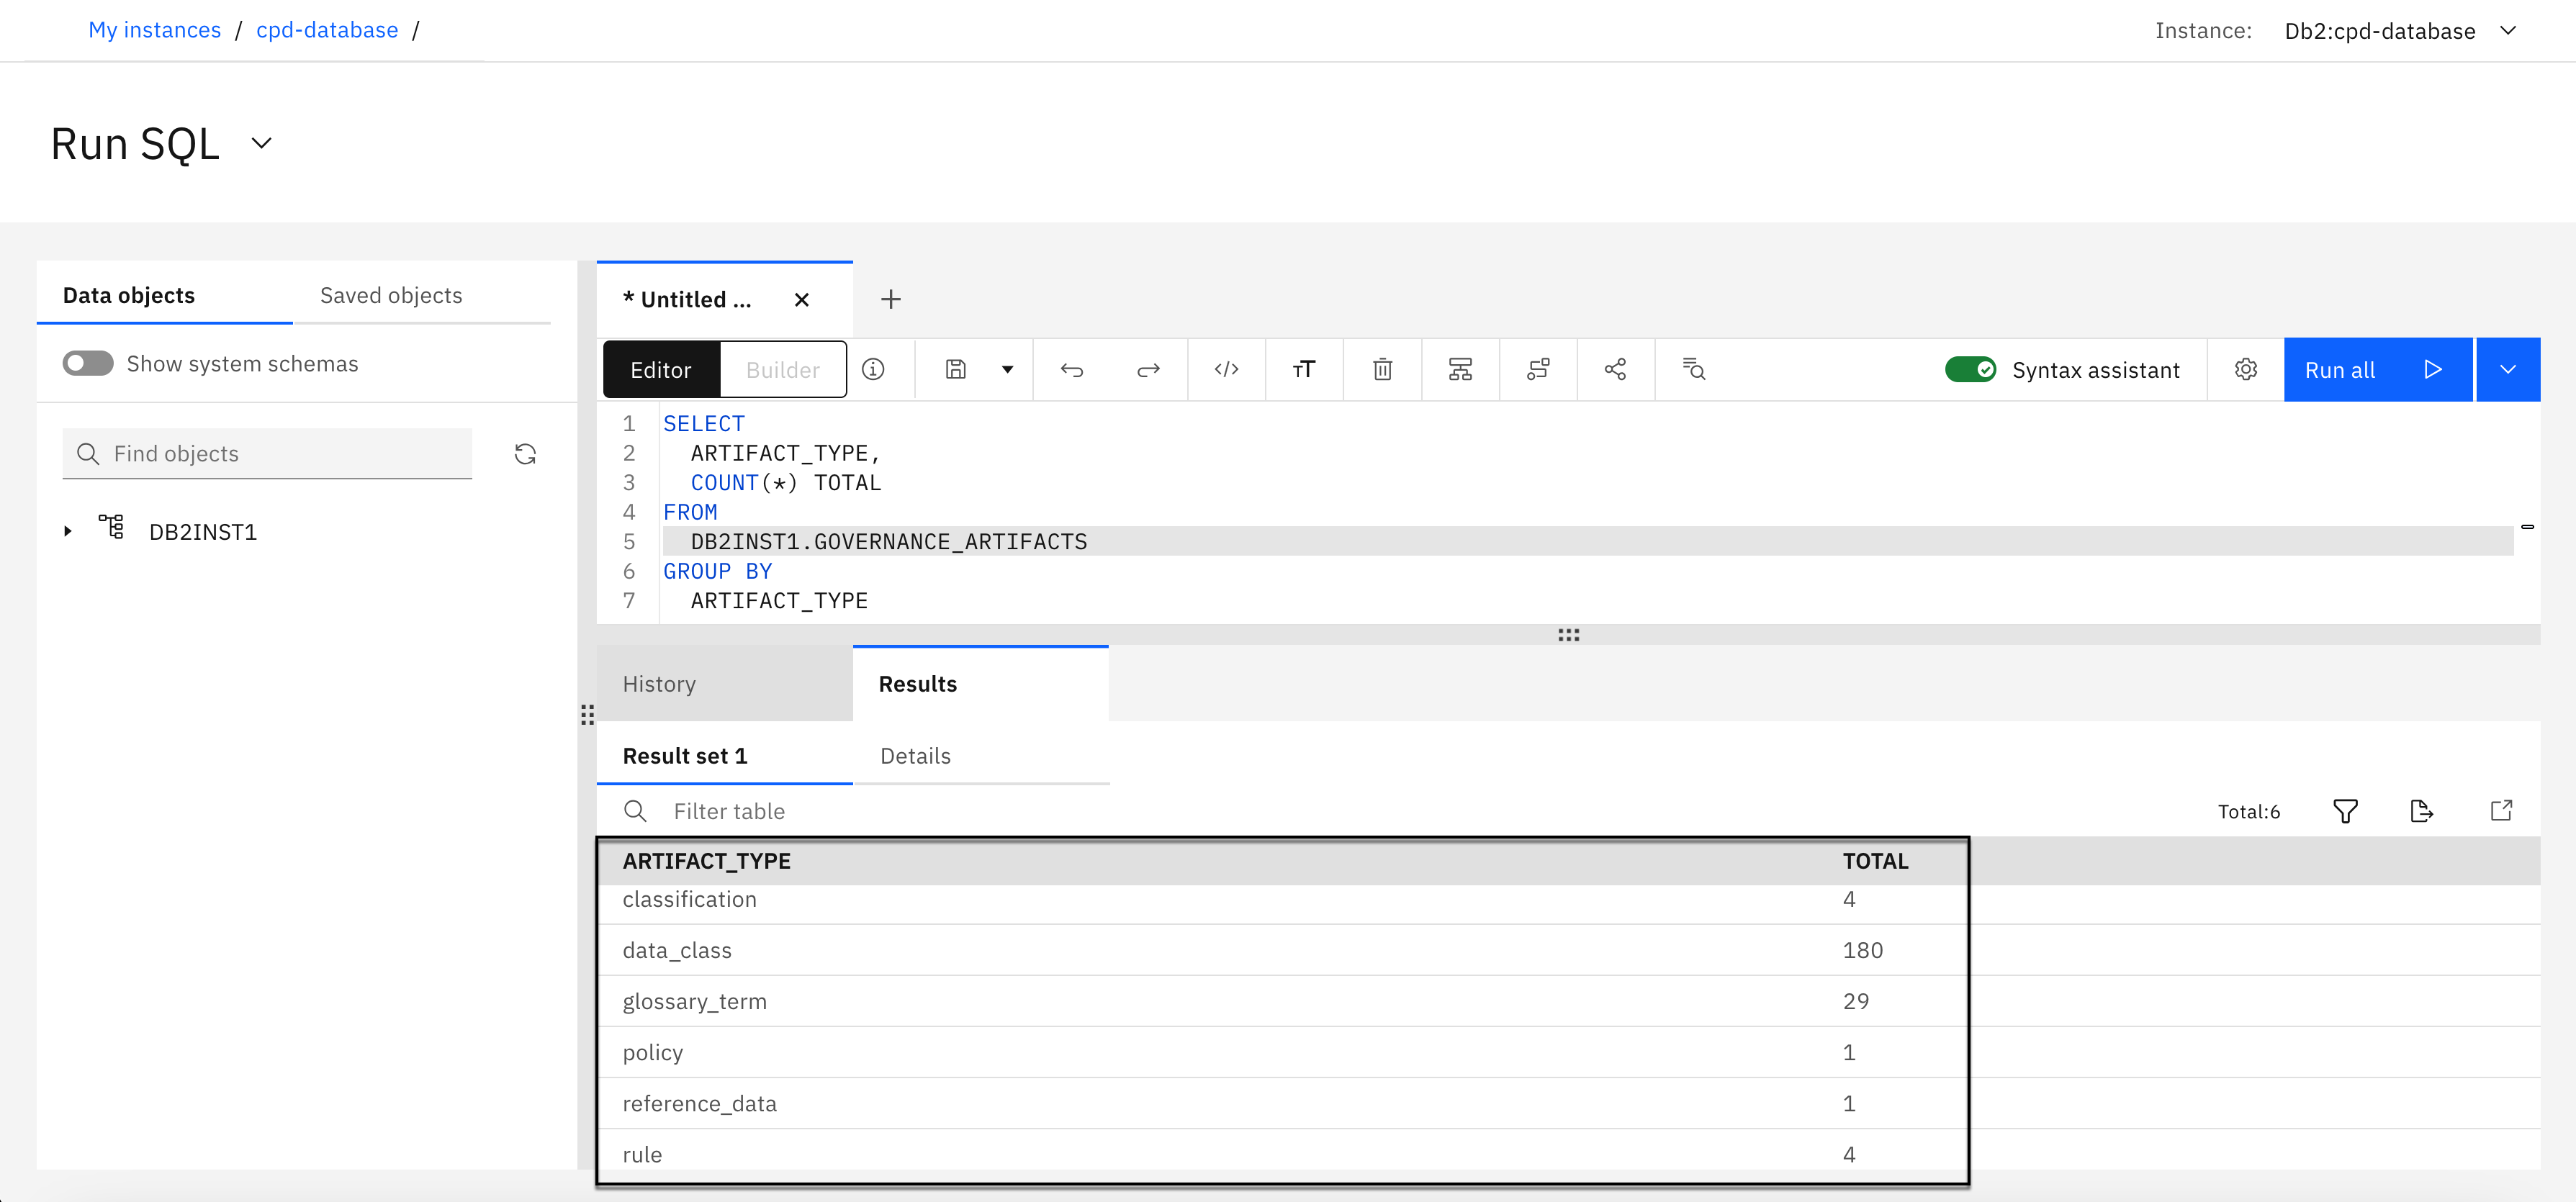 My instances / cpd-database /
Instance: Db2:cpd-database
Run SQL
Data objects Saved objects
Show system schemas
Find objects
DB2INST1
* Untitled ...
Editor Builder
Syntax assistant
Run all
1 SELECT
2 ARTIFACT_TYPE,
3 COUNT(*) TOTAL
4 FROM
5 DB2INST1.GOVERNANCE_ARTIFACTS
6 GROUP BY
7 ARTIFACT_TYPE
History Results
Result set 1 Details
Filter table
Total:6
ARTIFACT_TYPE TOTAL
classification 4
data_class 180
glossary_term 29
policy 1
reference_data 1
rule 4